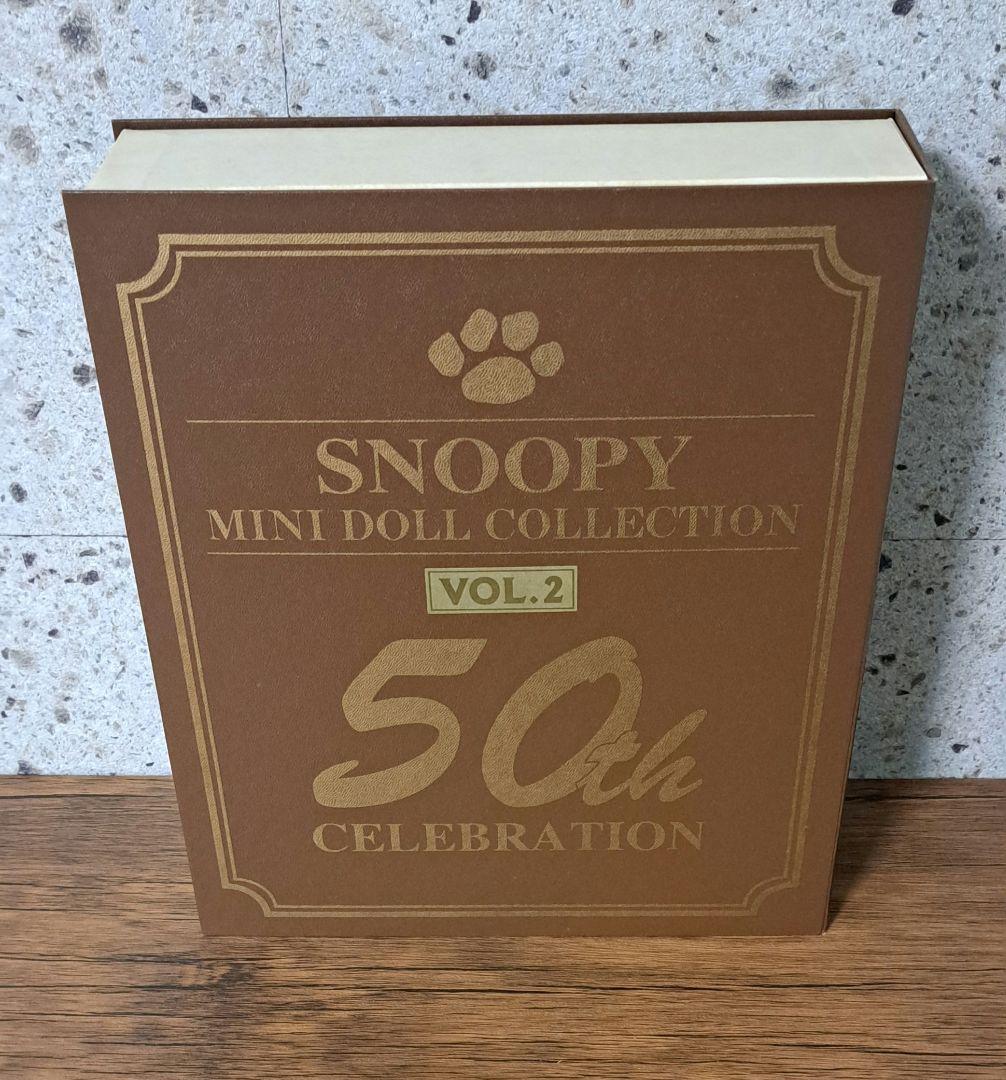 SNOOPY
MINI DOLL COLLECTION
VOL.2
50th
CELEBRATION